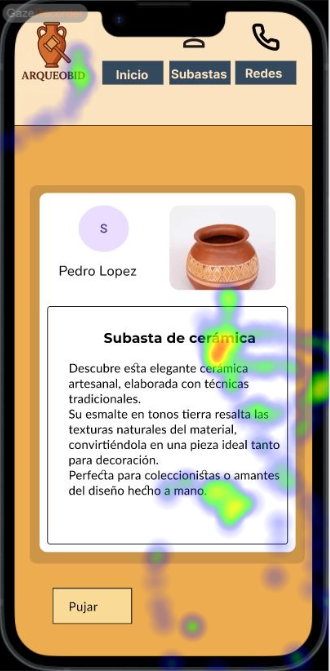 Gaze
ARQUEOBID
Inicio
Subastas
Redes
S
Pedro Lopez
Subasta de cerámica
Descubre esta elegante cerámica
artesanal, elaborada con técnicas
tradicionales.
Su esmalte en tonos tierra resalta las
texturas naturales del material,
convirtiéndola en una pieza ideal tanto
para decoración.
Perfecta para coleccionistas o amantes
del diseño hecho a mano.
Pujar